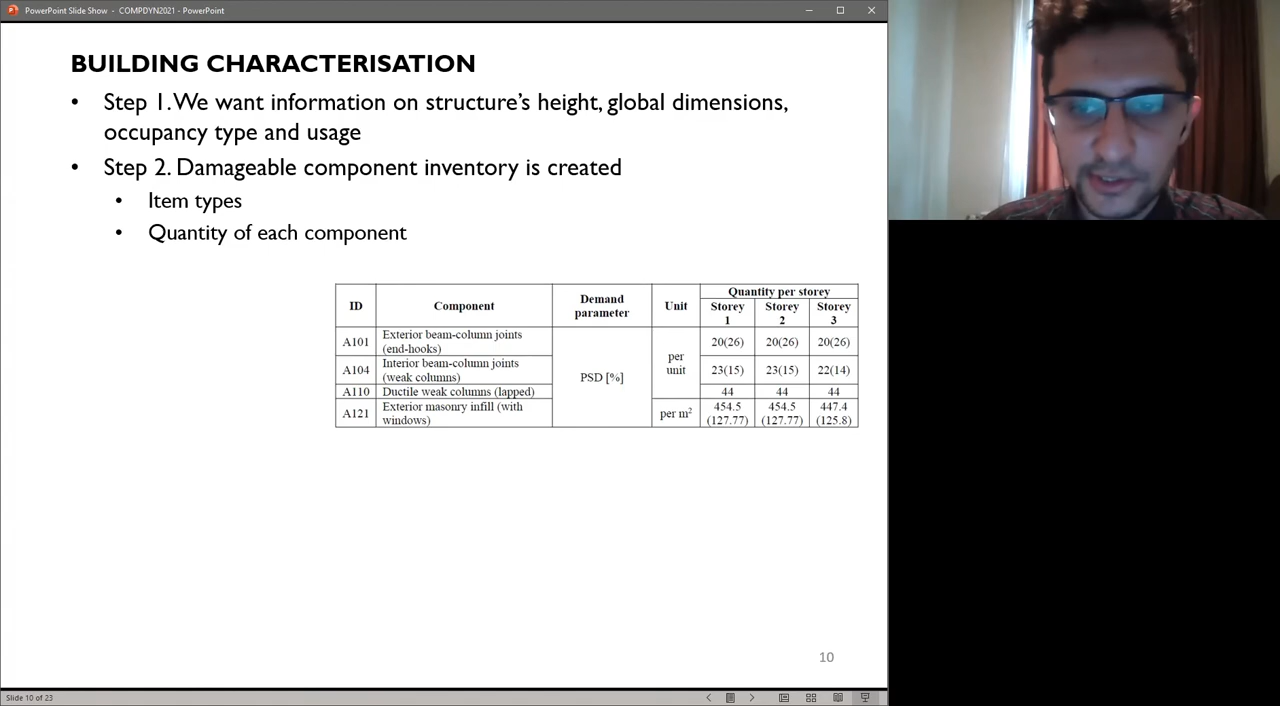 PowerPoint Slide Show - COMPDYN2021 - PowerPoint
BUILDING CHARACTERISATION
• Step 1. We want information on structure's height, global dimensions,
occupancy type and usage
• Step 2. Damageable component inventory is created
• Item types
• Quantity of each component
ID Component Demand parameter Unit Quantity per storey
Storey 1 Storey 2 Storey 3
A101 Exterior beam-column joints (end-hooks) PSD [%] per unit 20(26) 20(26) 20(26)
A104 Interior beam-column joints (weak columns) 23(15) 23(15) 22(14)
A110 Ductile weak columns (lapped) 44 44 44
A121 Exterior masonry infill (with windows) per m² 454.5 (127.77) 454.5 (127.77) 447.4 (125.8)
10
Slide 10 of 23